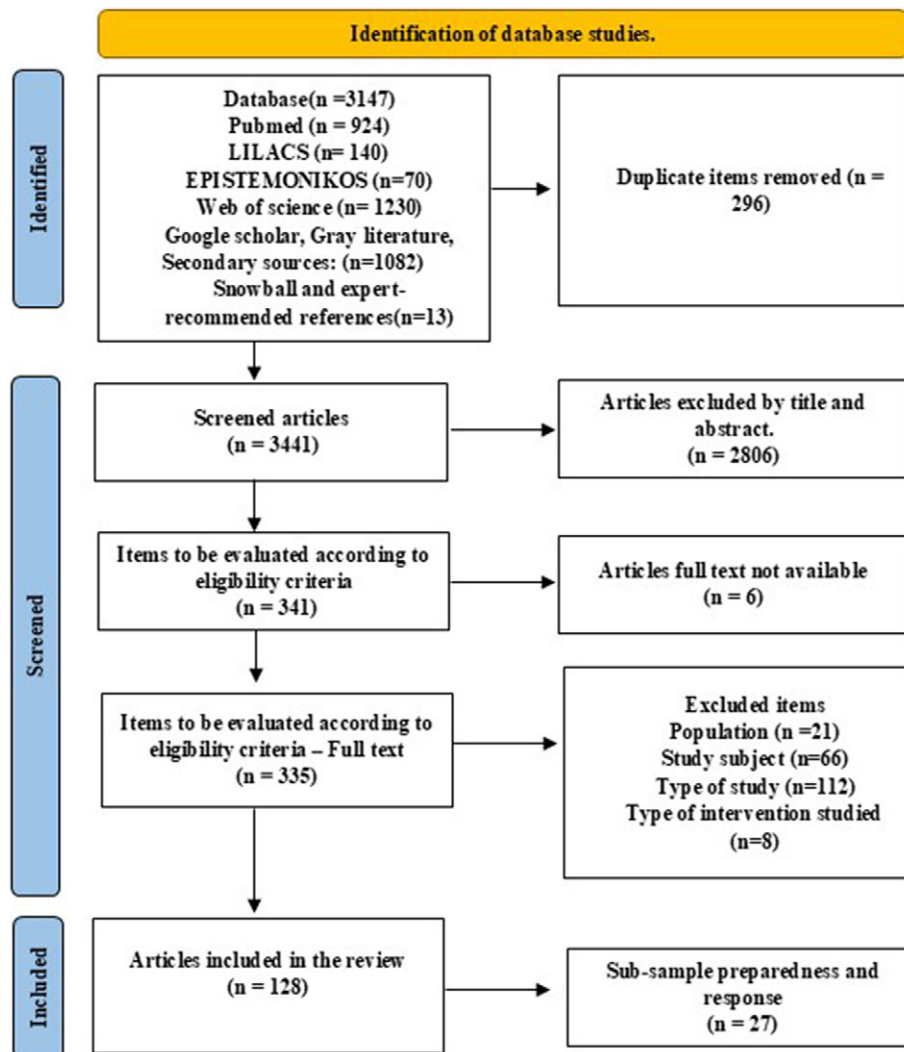 Identification of database studies.
Identified
Database(n =3147)
Pubmed (n = 924)
LILACS (n= 140)
EPISTEMONIKOS (n=70)
Web of science (n= 1230)
Google scholar, Gray literature,
Secondary sources: (n=1082)
Snowball and expert-
recommended references(n=13)
Duplicate items removed (n =
296)
Screened
Screened articles
(n = 3441)
Articles excluded by title and
abstract.
(n = 2806)
Items to be evaluated according to
eligibility criteria
(n = 341)
Articles full text not available
(n = 6)
Items to be evaluated according to
eligibility criteria – Full text
(n = 335)
Excluded items
Population (n =21)
Study subject (n=66)
Type of study (n=112)
Type of intervention studied
(n=8)
Included
Articles included in the review
(n = 128)
Sub-sample preparedness and
response
(n = 27)